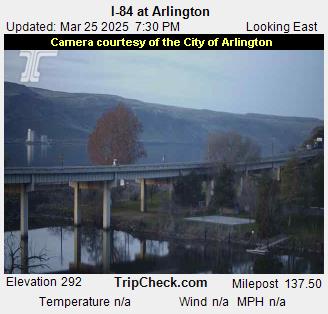 I-84 at Arlington
Updated: Mar 25 2025 7:30 PM Looking East
Camera courtesy of the City of Arlington
Elevation 292 TripCheck.com Milepost 137.50
Temperature n/a Wind n/a MPH n/a